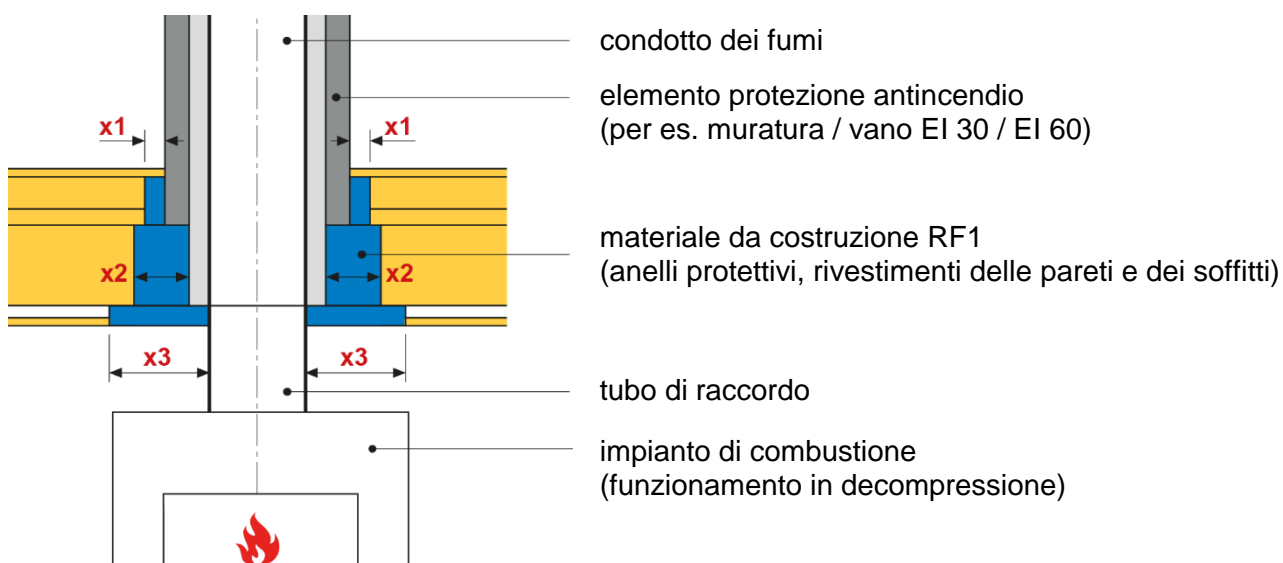 condotto dei fumi
elemento protezione antincendio
(per es. muratura / vano EI 30 / EI 60)
x1
x1
materiale da costruzione RF1
(anelli protettivi, rivestimenti delle pareti e dei soffitti)
x2
x2
x3
x3
tubo di raccordo
impianto di combustione
(funzionamento in decompressione)